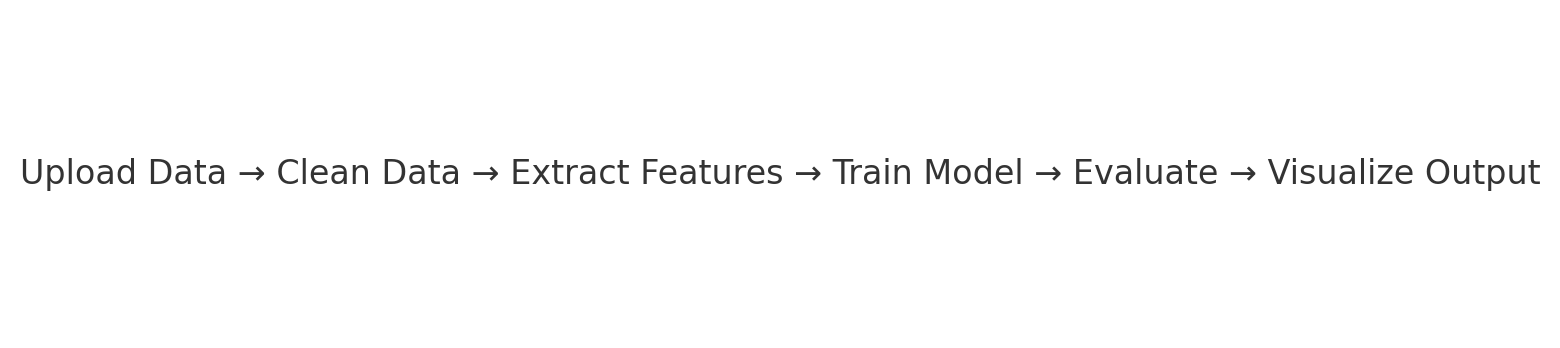 Upload Data → Clean Data → Extract Features → Train Model → Evaluate → Visualize Output